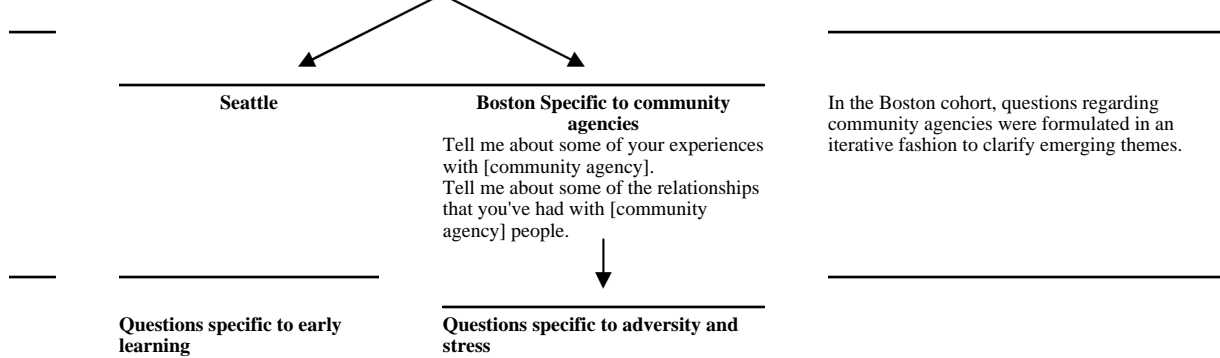 Seattle
Boston Specific to community
agencies
Tell me about some of your experiences
with [community agency].
Tell me about some of the relationships
that you've had with [community
agency] people.
In the Boston cohort, questions regarding
community agencies were formulated in an
iterative fashion to clarify emerging themes.
Questions specific to early
learning
Questions specific to adversity and
stress